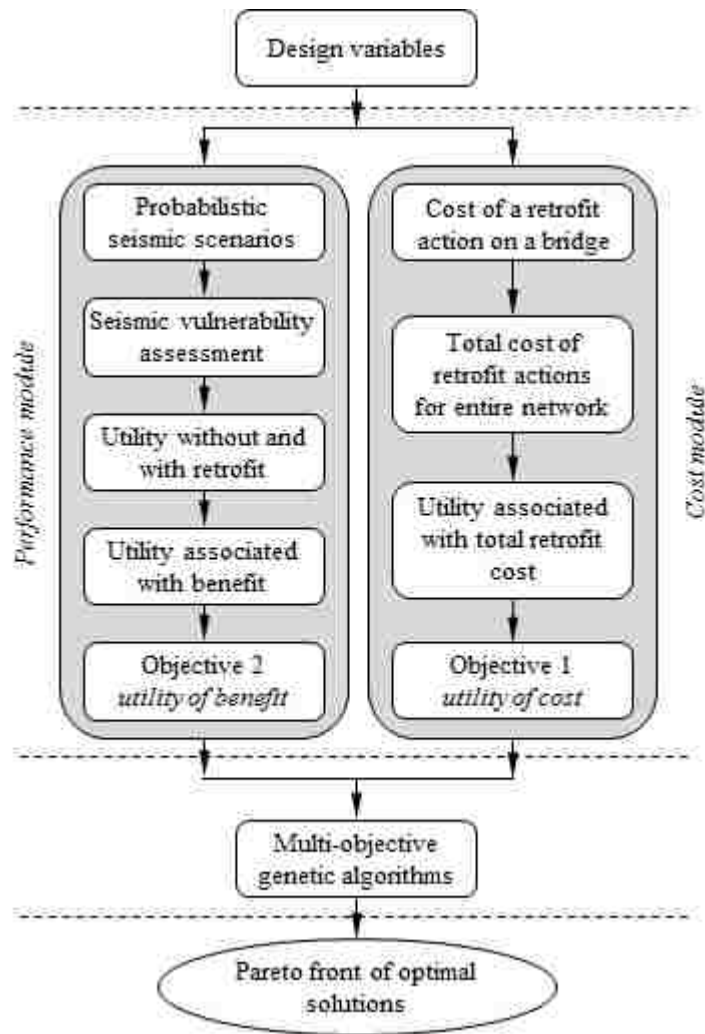 Design variables
Performance module
Probabilistic
seismic scenarios
Seismic vulnerability
assessment
Utility without and
with retrofit
Utility associated
with benefit
Objective 2
utility of benefit
Cost of a retrofit
action on a bridge
Total cost of
retrofit actions
for entire network
Utility associated
with total retrofit
cost
Objective 1
utility of cost
Cost module
Multi-objective
genetic algorithms
Pareto front of optimal
solutions